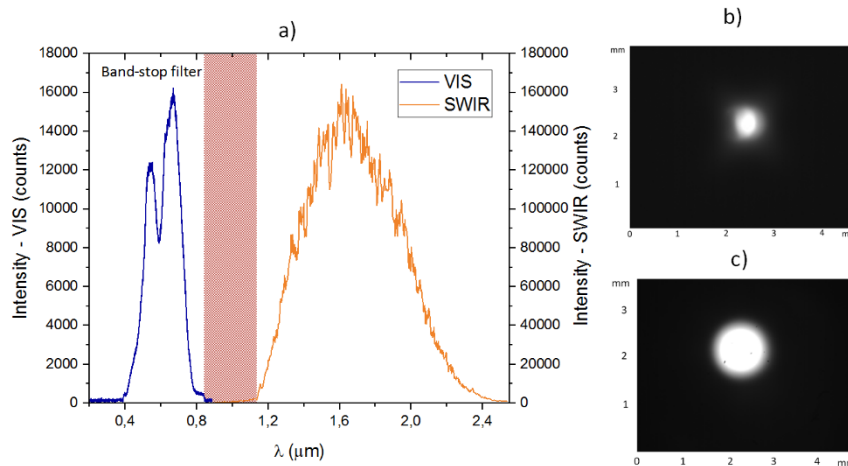 a)
Band-stop filter
VIS
SWIR
18000
16000
14000
12000
10000
8000
6000
4000
2000
0
Intensity - VIS (counts)
180000
160000
140000
120000
100000
80000
60000
40000
20000
0
Intensity - SWIR (counts)
0,4 0,8 1,2 1,6 2,0 2,4
λ (μm)
b)
mm
3
2
1
0 1 2 3 4 mm
c)
mm
3
2
1
0 1 2 3 4 mm